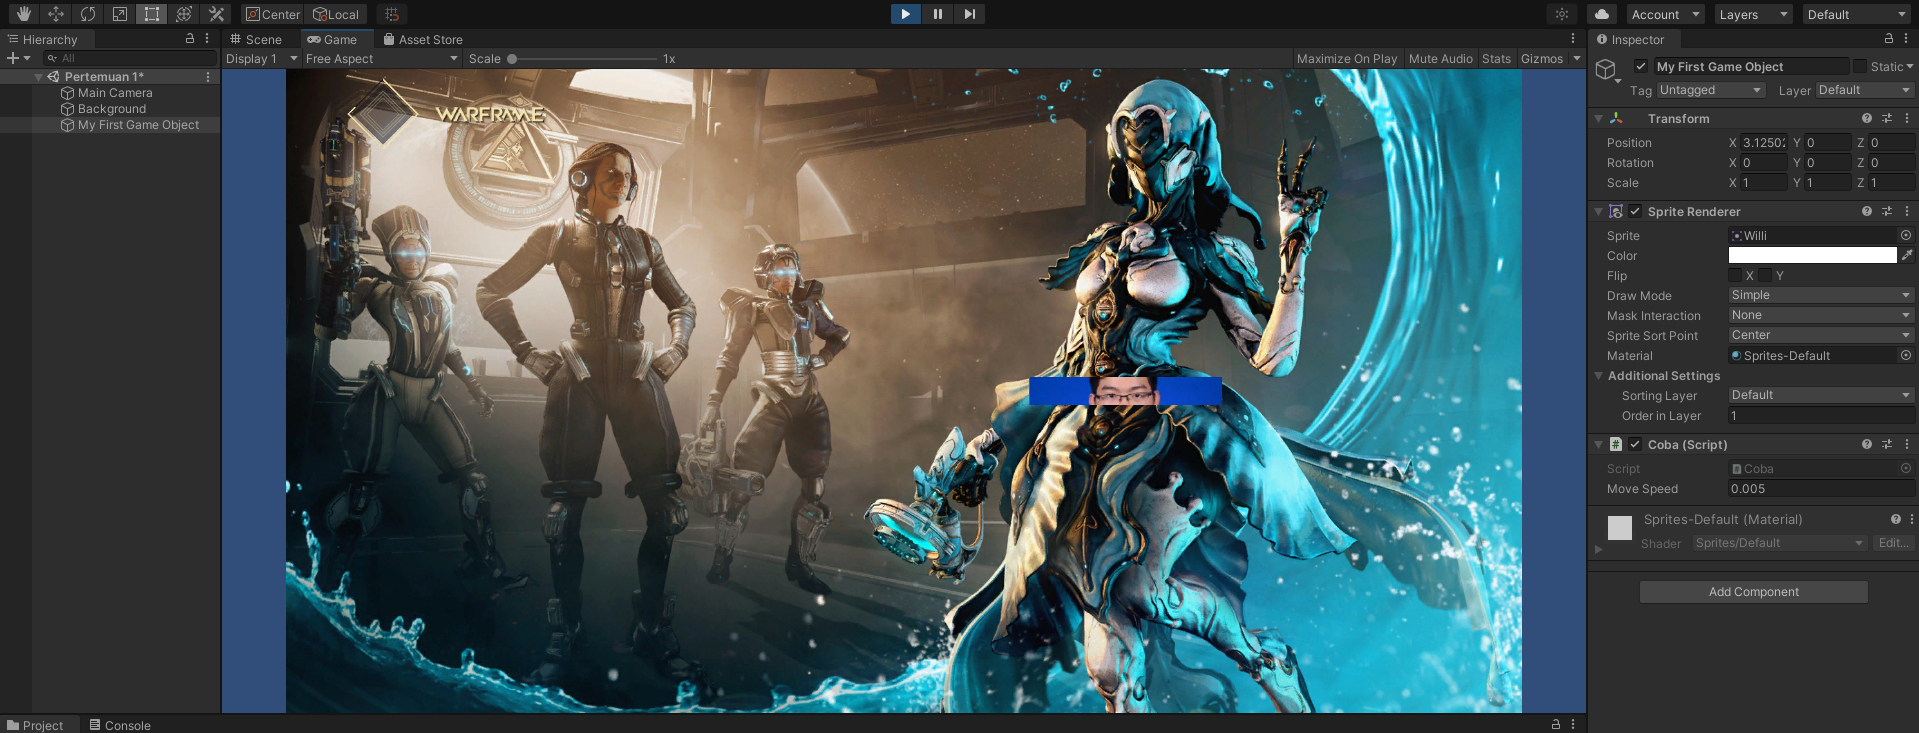 Center Local Account Layers Default
Hierarchy Scene Game Asset Store Inspector
All Display 1 Free Aspect Scale 1x Maximize On Play Mute Audio Stats Gizmos
Pertemuan 1*
Main Camera
Background
My First Game Object
WARFRAME
My First Game Object Static
Tag Untagged Layer Default
Transform
Position X 3.12502 Y 0 Z 0
Rotation X 0 Y 0 Z 0
Scale X 1 Y 1 Z 1
Sprite Renderer
Sprite Willi
Color
Flip X Y
Draw Mode Simple
Mask Interaction None
Sprite Sort Point Center
Material Sprites-Default
Additional Settings
Sorting Layer Default
Order in Layer 1
# Coba (Script)
Script Coba
Move Speed 0.005
Sprites-Default (Material)
Shader Sprites/Default Edit...
Add Component
Project Console